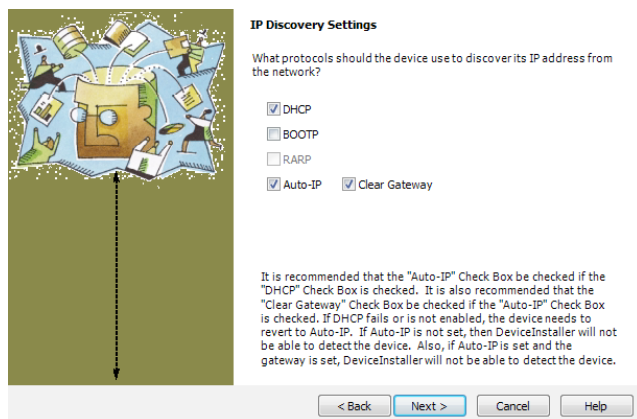 IP Discovery Settings
What protocols should the device use to discover its IP address from
the network?
DHCP
BOOTP
RARP
Auto-IP Clear Gateway
It is recommended that the "Auto-IP" Check Box be checked if the
"DHCP" Check Box is checked. It is also recommended that the
"Clear Gateway" Check Box be checked if the "Auto-IP" Check Box
is checked. If DHCP fails or is not enabled, the device needs to
revert to Auto-IP. If Auto-IP is not set, then DeviceInstaller will not
be able to detect the device. Also, if Auto-IP is set and the
gateway is set, DeviceInstaller will not be able to detect the device.
< Back Next > Cancel Help